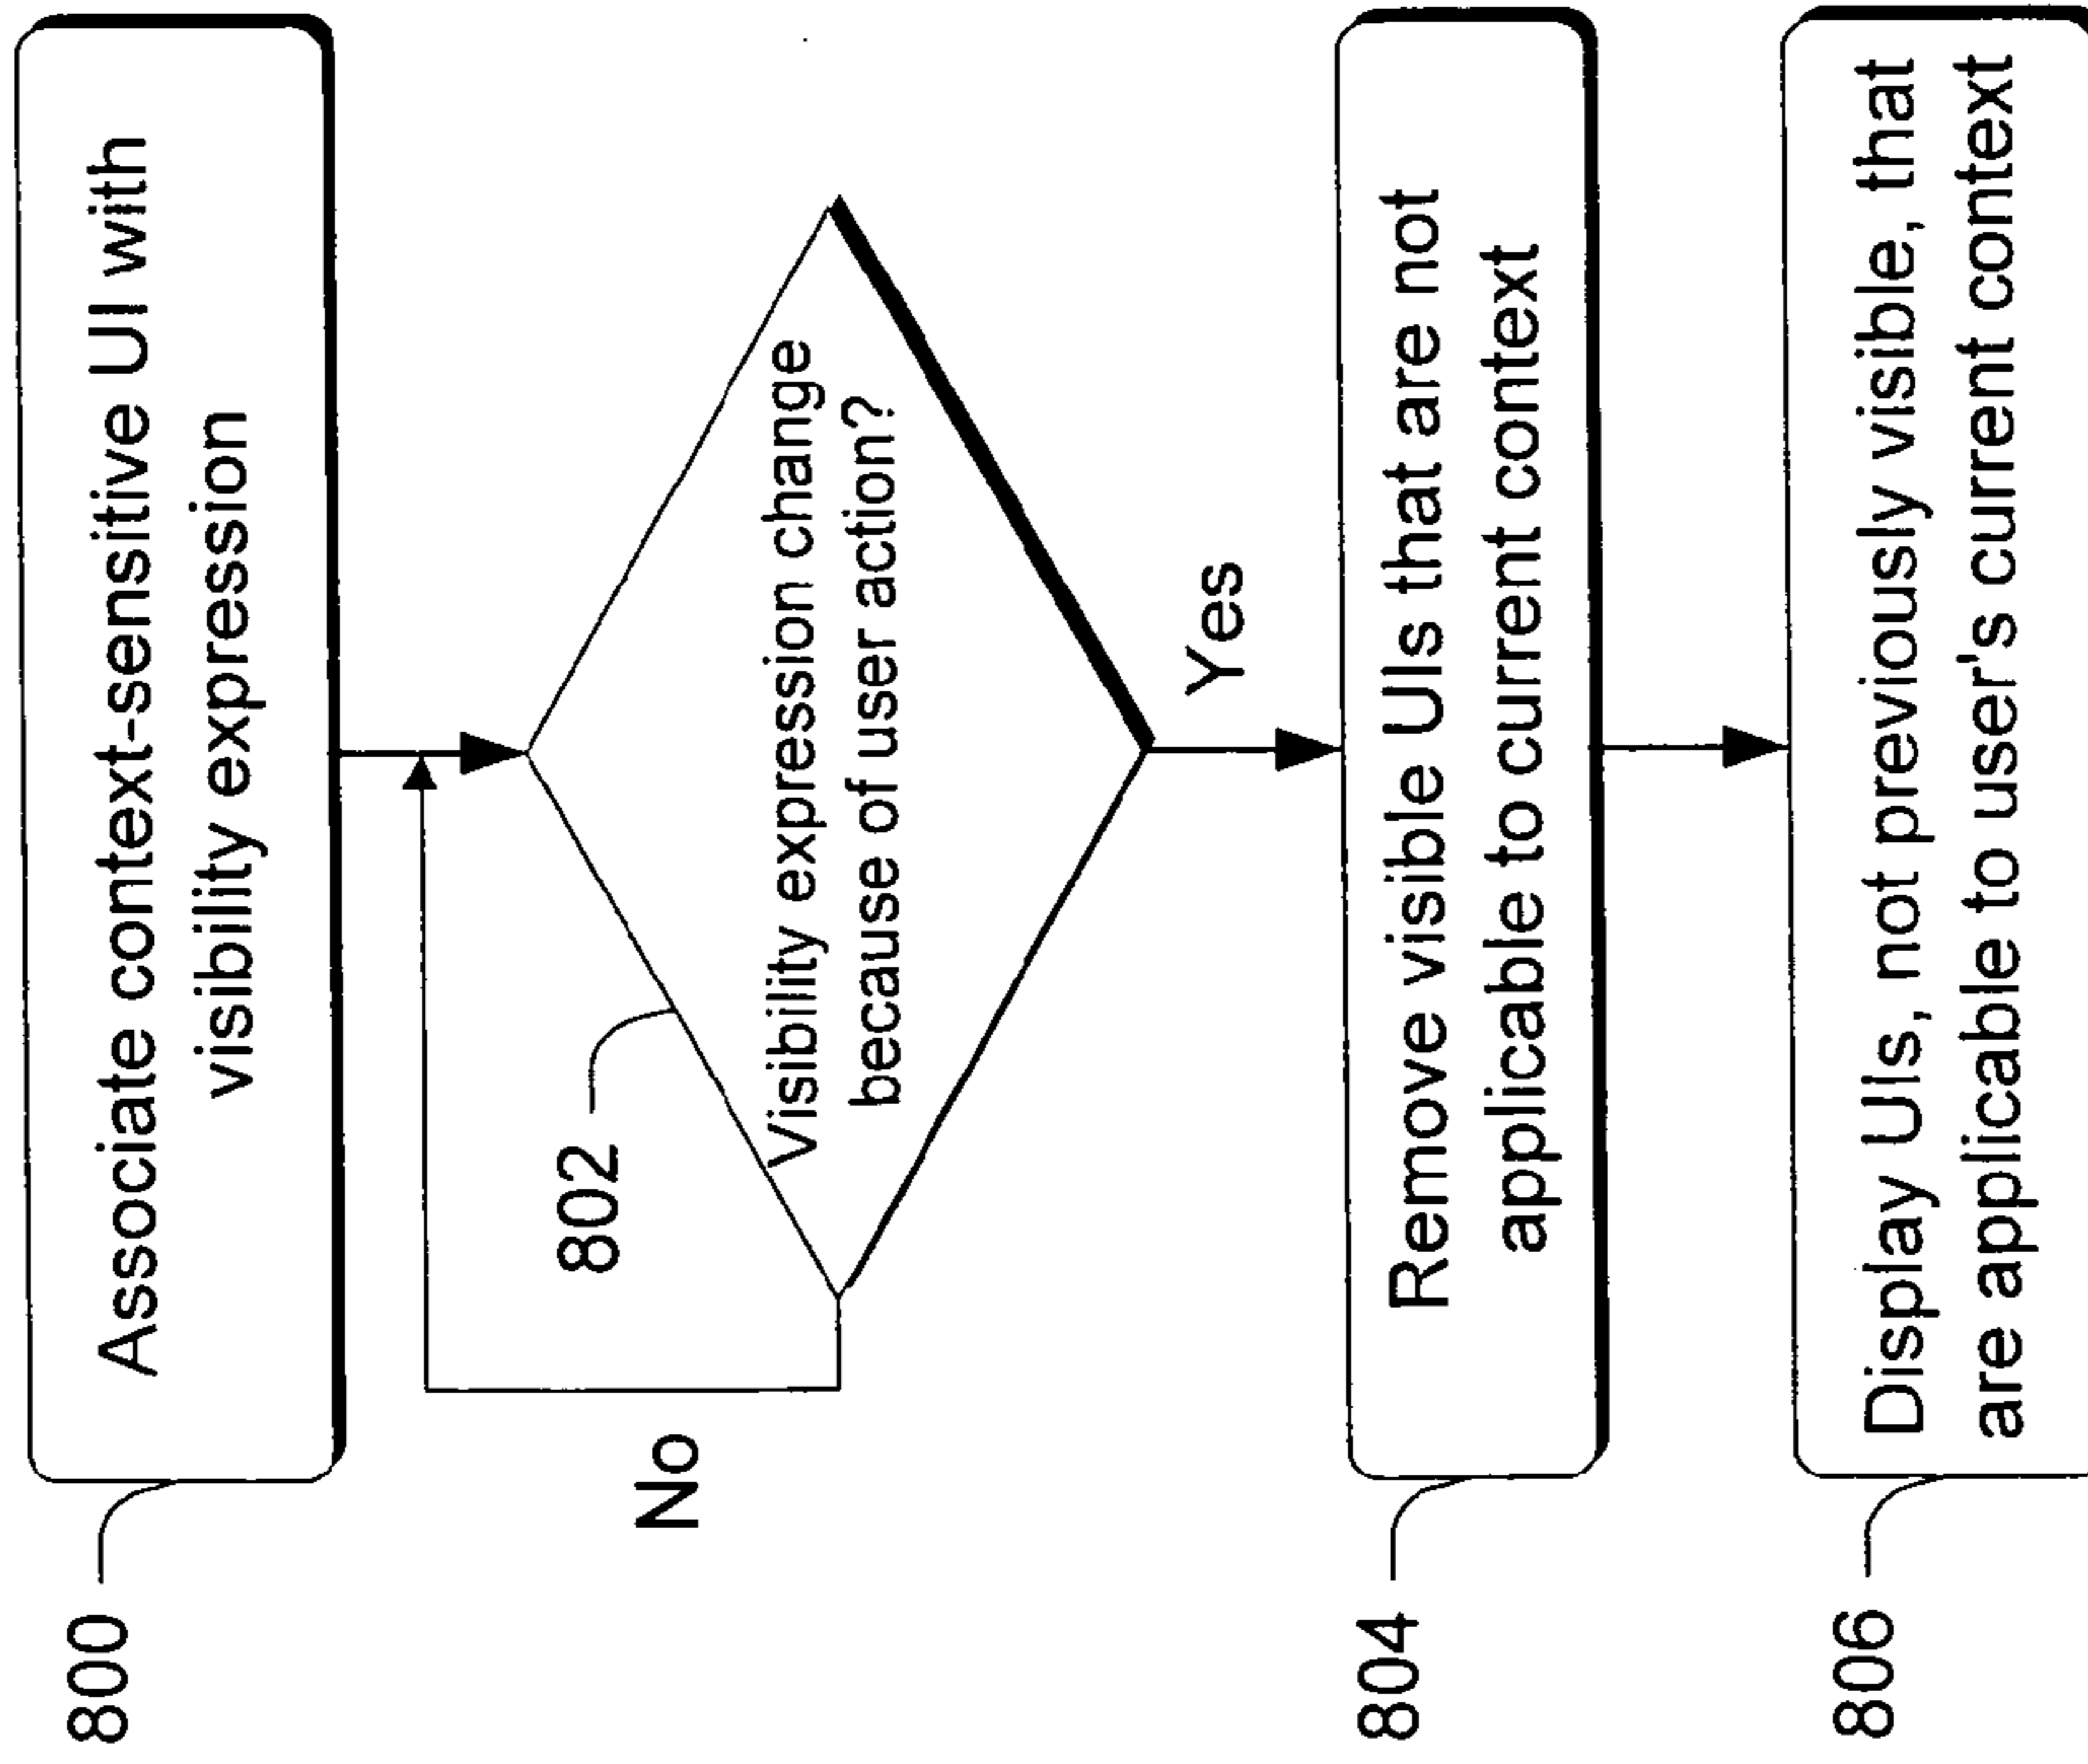 800
Associate context-sensitive UI with
visibility expression
802
Visibility expression change
because of user action?
No
Yes
804
Remove visible UIs that are not
applicable to current context
806
Display UIs, not previously visible, that
are applicable to user's current context